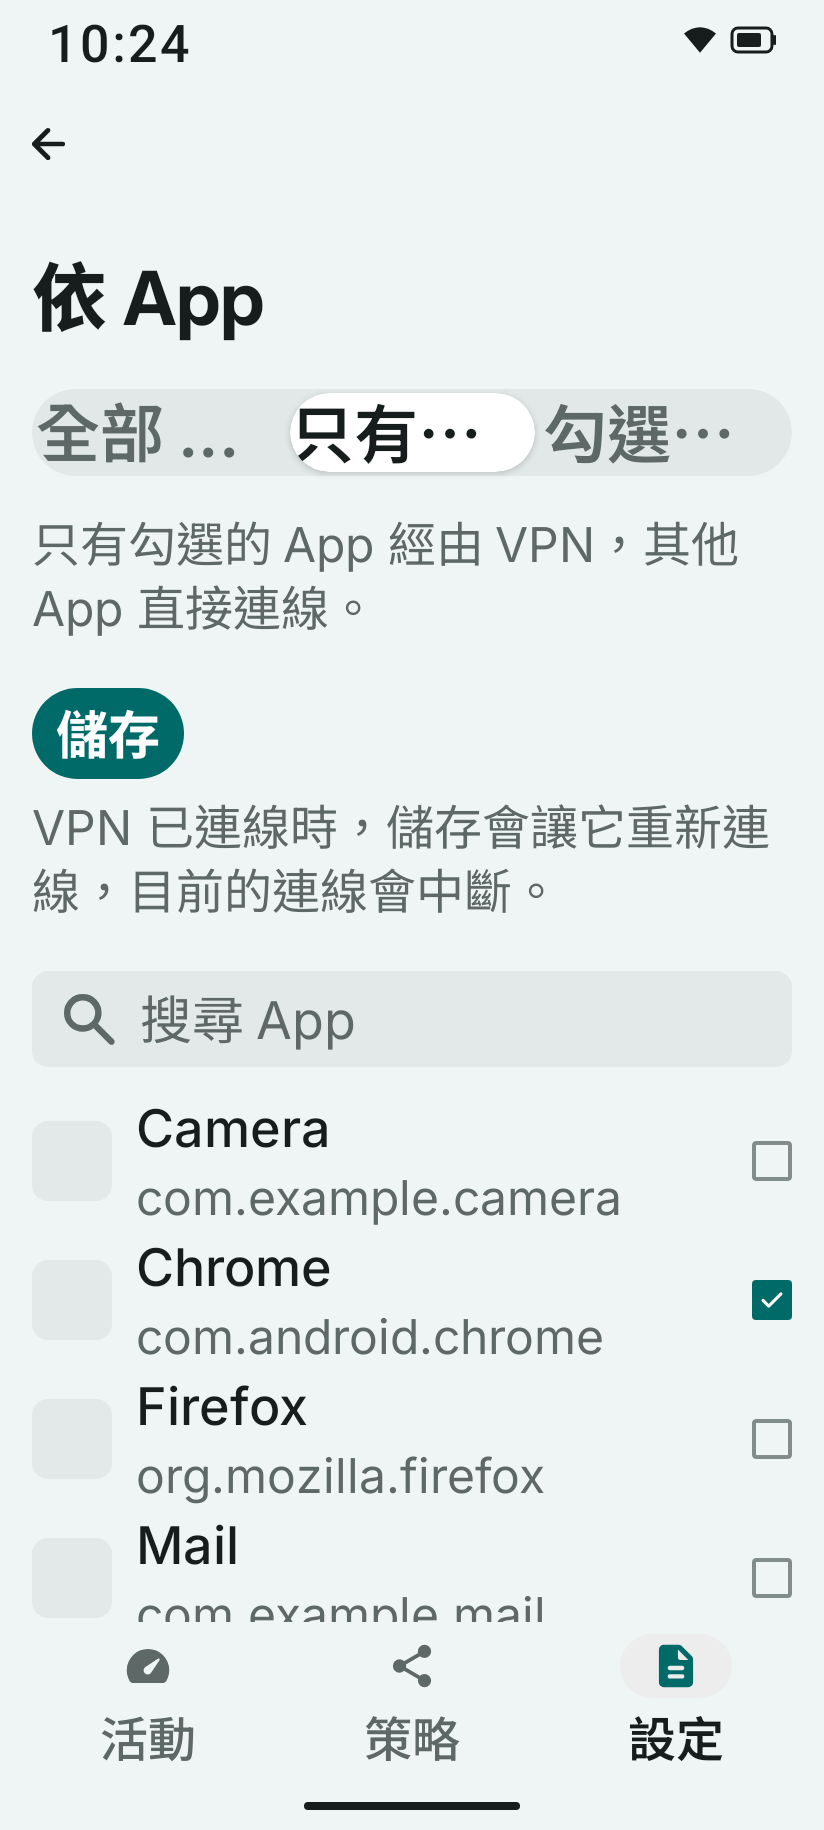 10:24
依 App
全部 ...
只有⋯
勾選⋯
只有勾選的 App 經由 VPN，其他
App 直接連線。
儲存
VPN 已連線時，儲存會讓它重新連
線，目前的連線會中斷。
搜尋 App
Camera
com.example.camera
Chrome
com.android.chrome
Firefox
org.mozilla.firefox
Mail
com.example.mail
活動
策略
設定